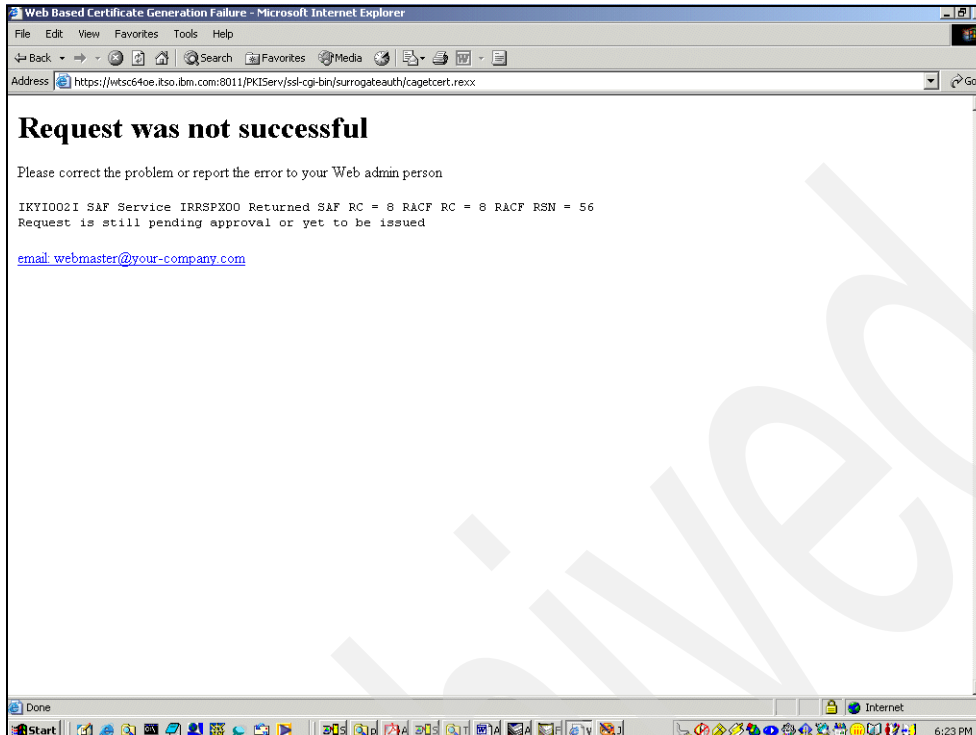 Web Based Certificate Generation Failure - Microsoft Internet Explorer
File Edit View Favorites Tools Help
Back Search Favorites Media
Address https://wtsc64oe.itso.ibm.com:8011/PKIServ/ssl-cgi-bin/surrogateauth/cagetcert.rexx Go
Request was not successful
Please correct the problem or report the error to your Web admin person
IKYI002I SAF Service IRRSPX00 Returned SAF RC = 8 RACF RC = 8 RACF RSN = 56
Request is still pending approval or yet to be issued
email: webmaster@your-company.com
Done Internet
Start 6:23 PM